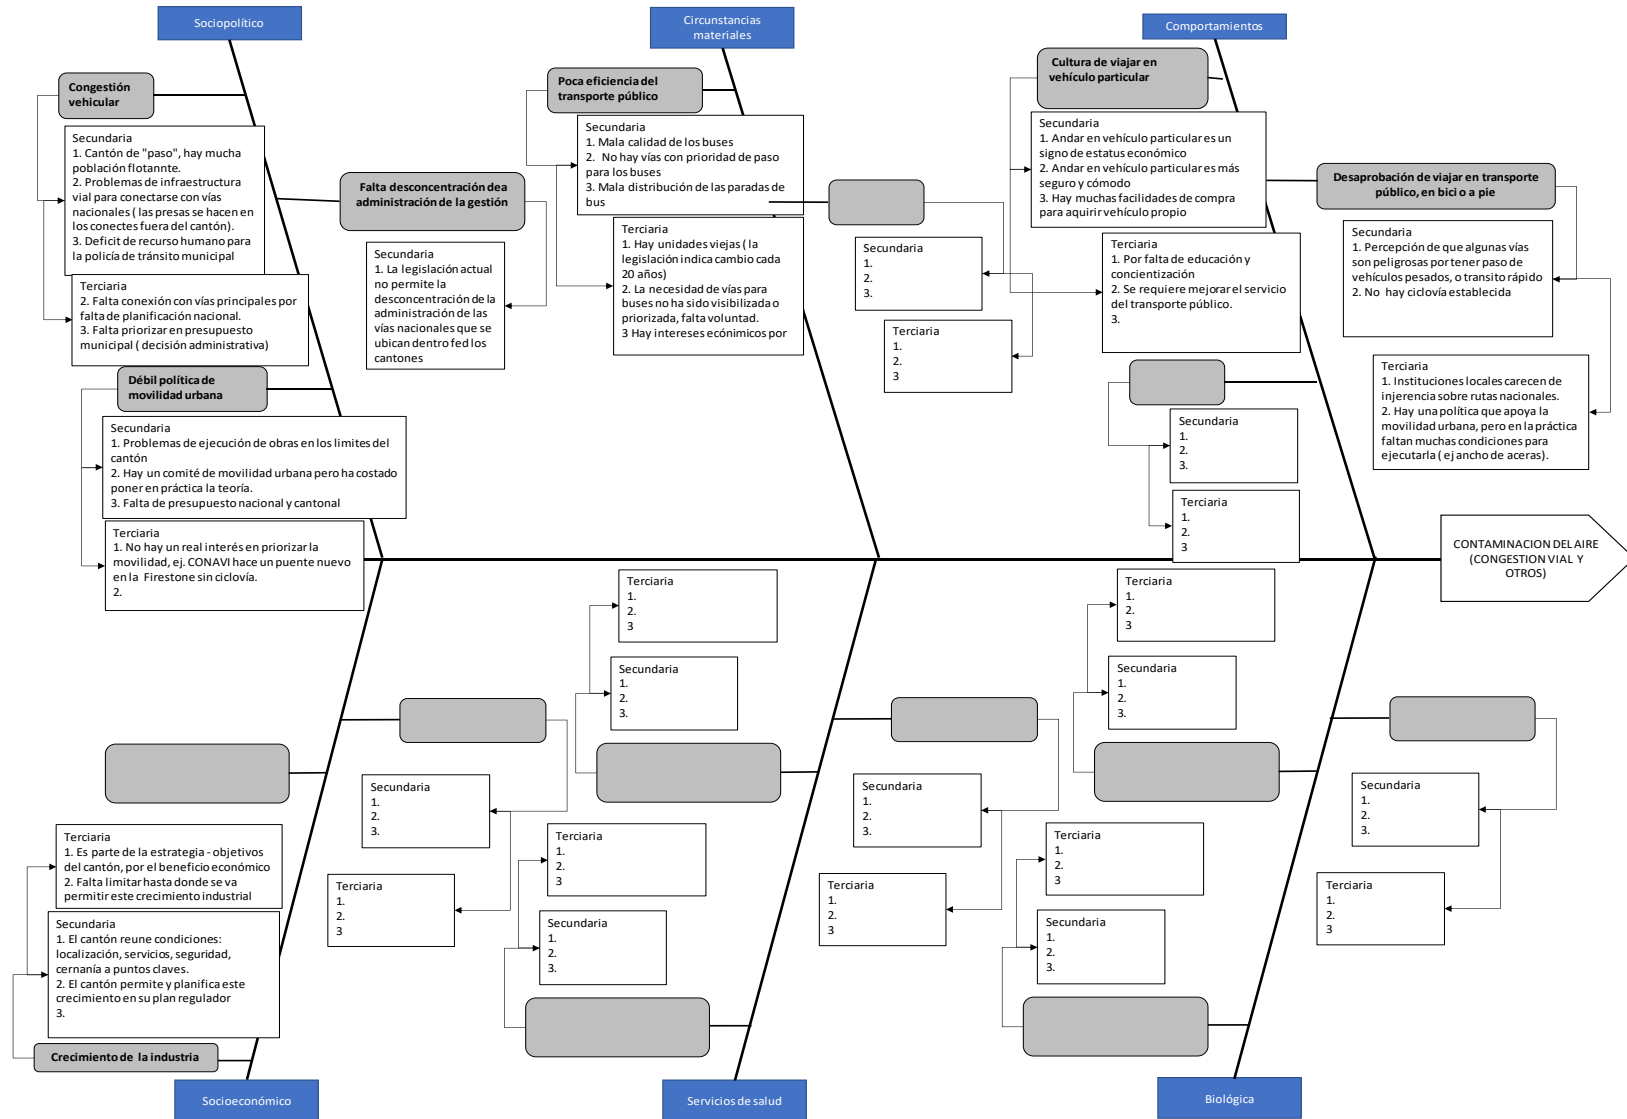 Sociopolítico
Congestión
vehicular
Secundaria
1. Cantón de "paso", hay mucha
población flotannte.
2. Problemas de infraestructura
vial para conectarse con vías
nacionales ( las presas se hacen en
los conectes fuera del cantón).
3. Deficit de recurso humano para
la policía de tránsito municipal
Terciaria
2. Falta conexión con vías principales por
falta de planificación nacional.
3. Falta priorizar en presupuesto
municipal ( decisión administrativa)
Débil política de
movilidad urbana
Secundaria
1. Problemas de ejecución de obras en los limites del
cantón
2. Hay un comité de movilidad urbana pero ha costado
poner en práctica la teoría.
3. Falta de presupuesto nacional y cantonal
Terciaria
1. No hay un real interés en priorizar la
movilidad, ej. CONAVI hace un puente nuevo
en la Firestone sin ciclovía.
2.
Falta desconcentración dea
administración de la gestión
Secundaria
1. La legislación actual
no permite la
desconcentración de la
administración de las
vías nacionales que se
ubican dentro fed los
cantones
Circunstancias
materiales
Poca eficiencia del
transporte público
Secundaria
1. Mala calidad de los buses
2. No hay vías con prioridad de paso
para los buses
3. Mala distribución de las paradas de
bus
Terciaria
1. Hay unidades viejas ( la
legislación indica cambio cada
20 años)
2. La necesidad de vías para
buses no ha sido visibilizada o
priorizada, falta voluntad.
3 Hay intereses ecónimicos por
Secundaria
1.
2.
3.
Terciaria
1.
2.
3
Comportamientos
Cultura de viajar en
vehículo particular
Secundaria
1. Andar en vehículo particular es un
signo de estatus económico
2. Andar en vehículo particular es más
seguro y cómodo
3. Hay muchas facilidades de compra
para aquirir vehículo propio
Terciaria
1. Por falta de educación y
concientización
2. Se requiere mejorar el servicio
del transporte público.
3.
Secundaria
1.
2.
3.
Terciaria
1.
2.
3
Desaprobación de viajar en transporte
público, en bici o a pie
Secundaria
1. Percepción de que algunas vías
son peligrosas por tener paso de
vehículos pesados, o transito rápido
2. No hay ciclovía establecida
Terciaria
1. Instituciones locales carecen de
injerencia sobre rutas nacionales.
2. Hay una política que apoya la
movilidad urbana, pero en la práctica
faltan muchas condiciones para
ejecutarla ( ej ancho de aceras).
CONTAMINACION DEL AIRE
(CONGESTION VIAL Y
OTROS)
Terciaria
1. Es parte de la estrategia - objetivos
del cantón, por el beneficio económico
2. Falta limitar hasta donde se va
permitir este crecimiento industrial
Secundaria
1. El cantón reune condiciones:
localización, servicios, seguridad,
cernanía a puntos claves.
2. El cantón permite y planifica este
crecimiento en su plan regulador
3.
Crecimiento de la industria
Socioeconómico
Secundaria
1.
2.
3.
Terciaria
1.
2.
3
Terciaria
1.
2.
3
Secundaria
1.
2.
3.
Terciaria
1.
2.
3
Secundaria
1.
2.
3.
Servicios de salud
Secundaria
1.
2.
3.
Terciaria
1.
2.
3
Terciaria
1.
2.
3
Secundaria
1.
2.
3.
Terciaria
1.
2.
3
Secundaria
1.
2.
3.
Biológica
Secundaria
1.
2.
3.
Terciaria
1.
2.
3